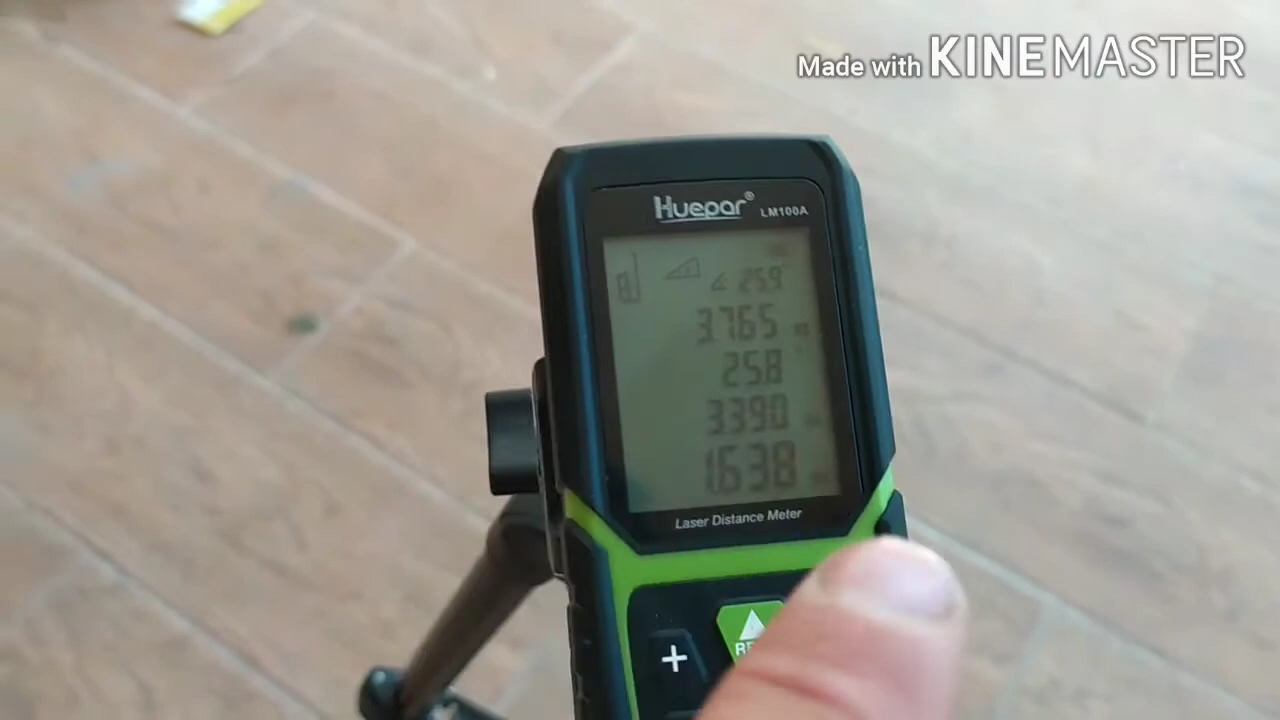 Made with KINEMASTER
Huepar® LM100A
25.9
3.765 m
25.8
3.390
1.638
Laser Distance Meter
+